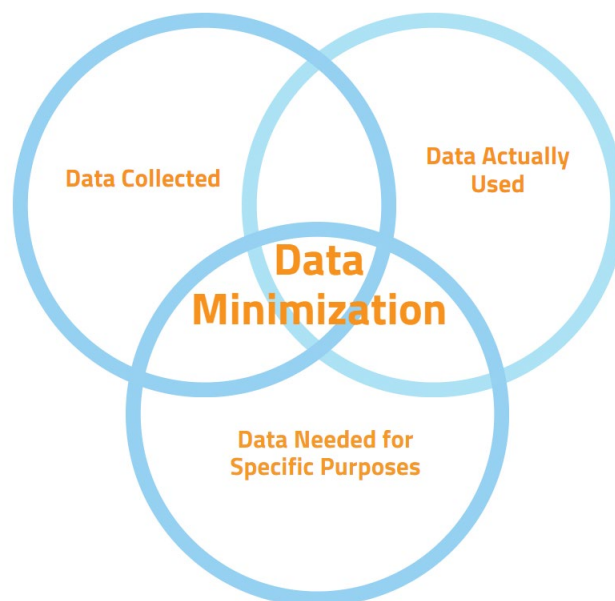 Data Collected
Data Actually
Used
Data
Minimization
Data Needed for
Specific Purposes